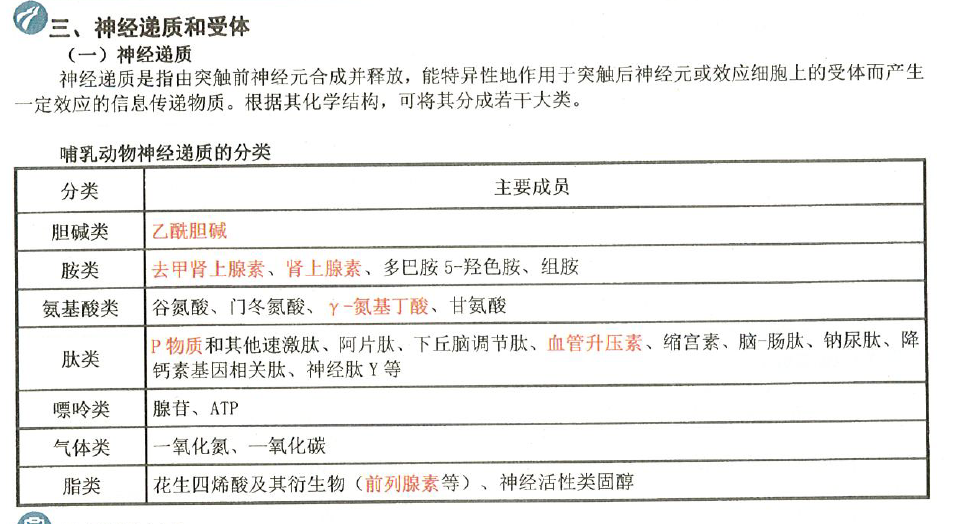 三、神经递质和受体
（一）神经递质
神经递质是指由突触前神经元合成并释放，能特异性地作用于突触后神经元或效应细胞上的受体而产生
一定效应的信息传递物质。根据其化学结构，可将其分成若干大类。
哺乳动物神经递质的分类
分类 主要成员
胆碱类 乙酰胆碱
胺类 去甲肾上腺素、肾上腺素、多巴胺 5-羟色胺、组胺
氨基酸类 谷氮酸、门冬氮酸、γ-氮基丁酸、甘氨酸
肽类 P 物质和其他速激肽、阿片肽、下丘脑调节肽、血管升压素、缩宫素、脑-肠肽、钠尿肽、降
钙素基因相关肽、神经肽 Y 等
嘌呤类 腺苷、ATP
气体类 一氧化氮、一氧化碳
脂类 花生四烯酸及其衍生物（前列腺素等）、神经活性类固醇